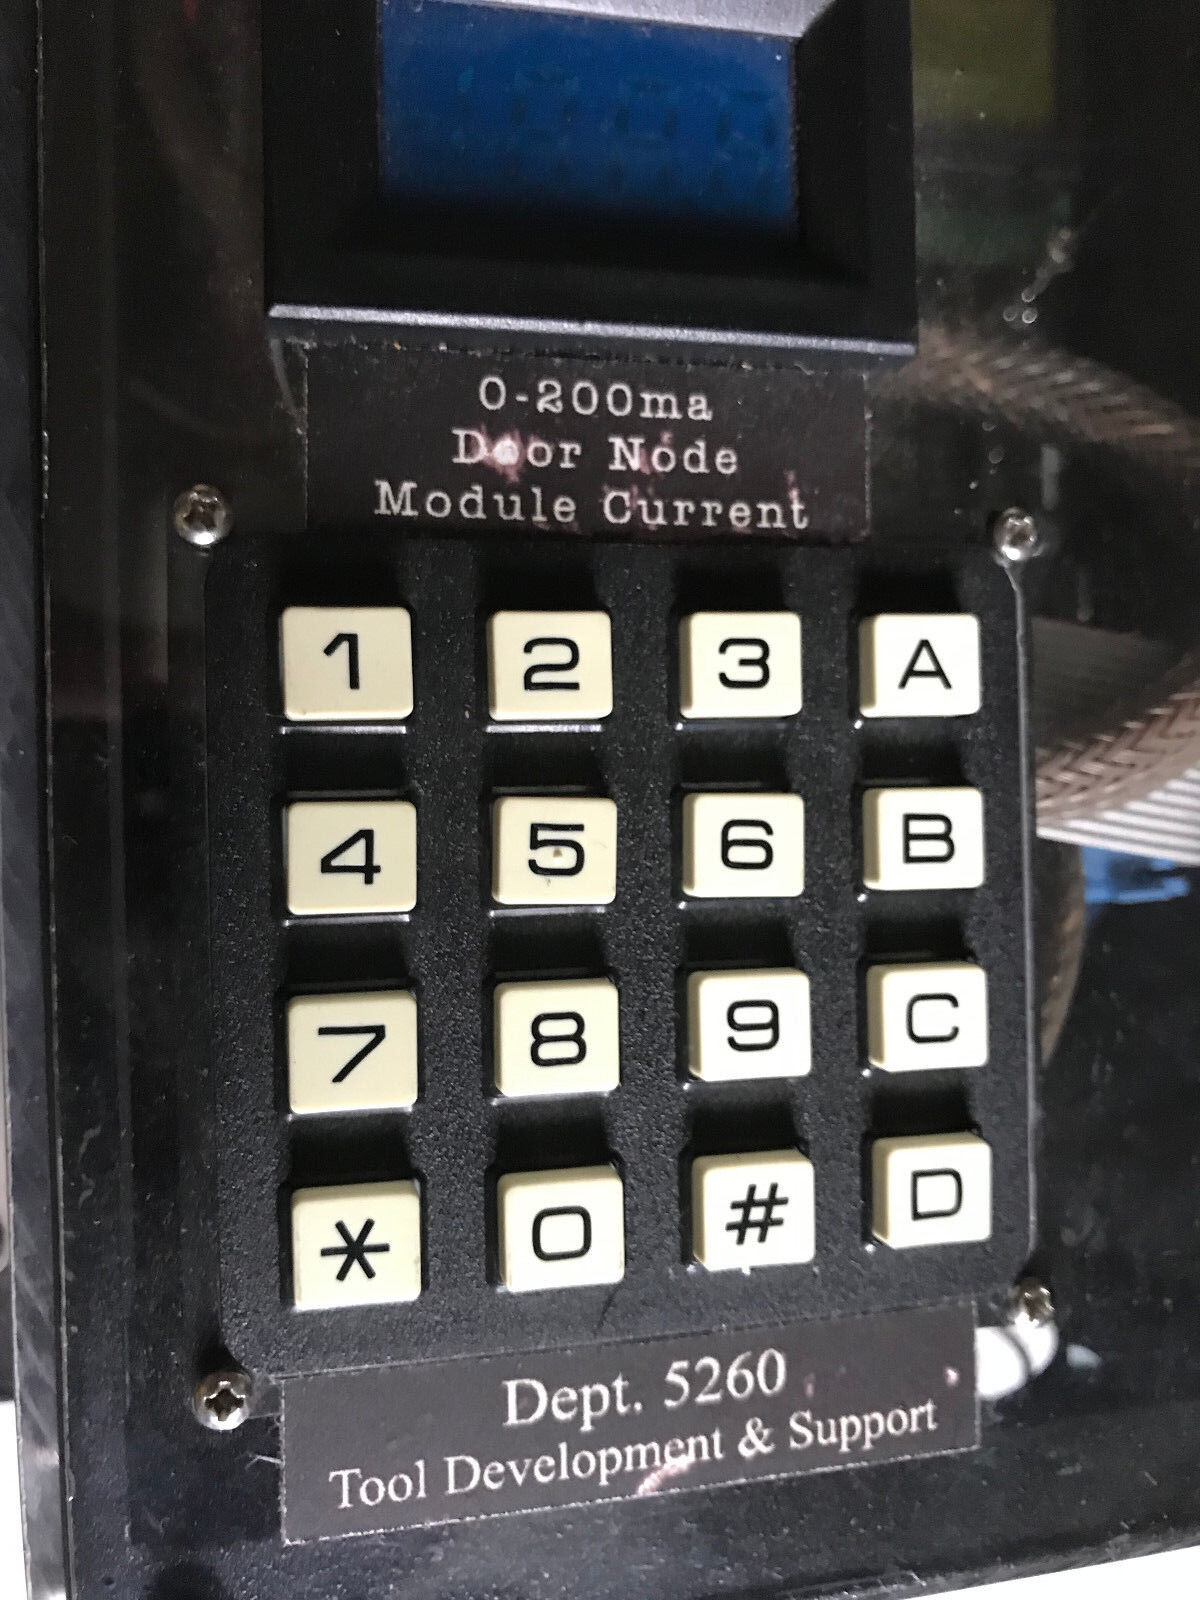 0-200ma
Door Node
Module Current
1 2 3 A
4 5 6 B
7 8 9 C
* 0 # D
Dept. 5260
Tool Development & Support